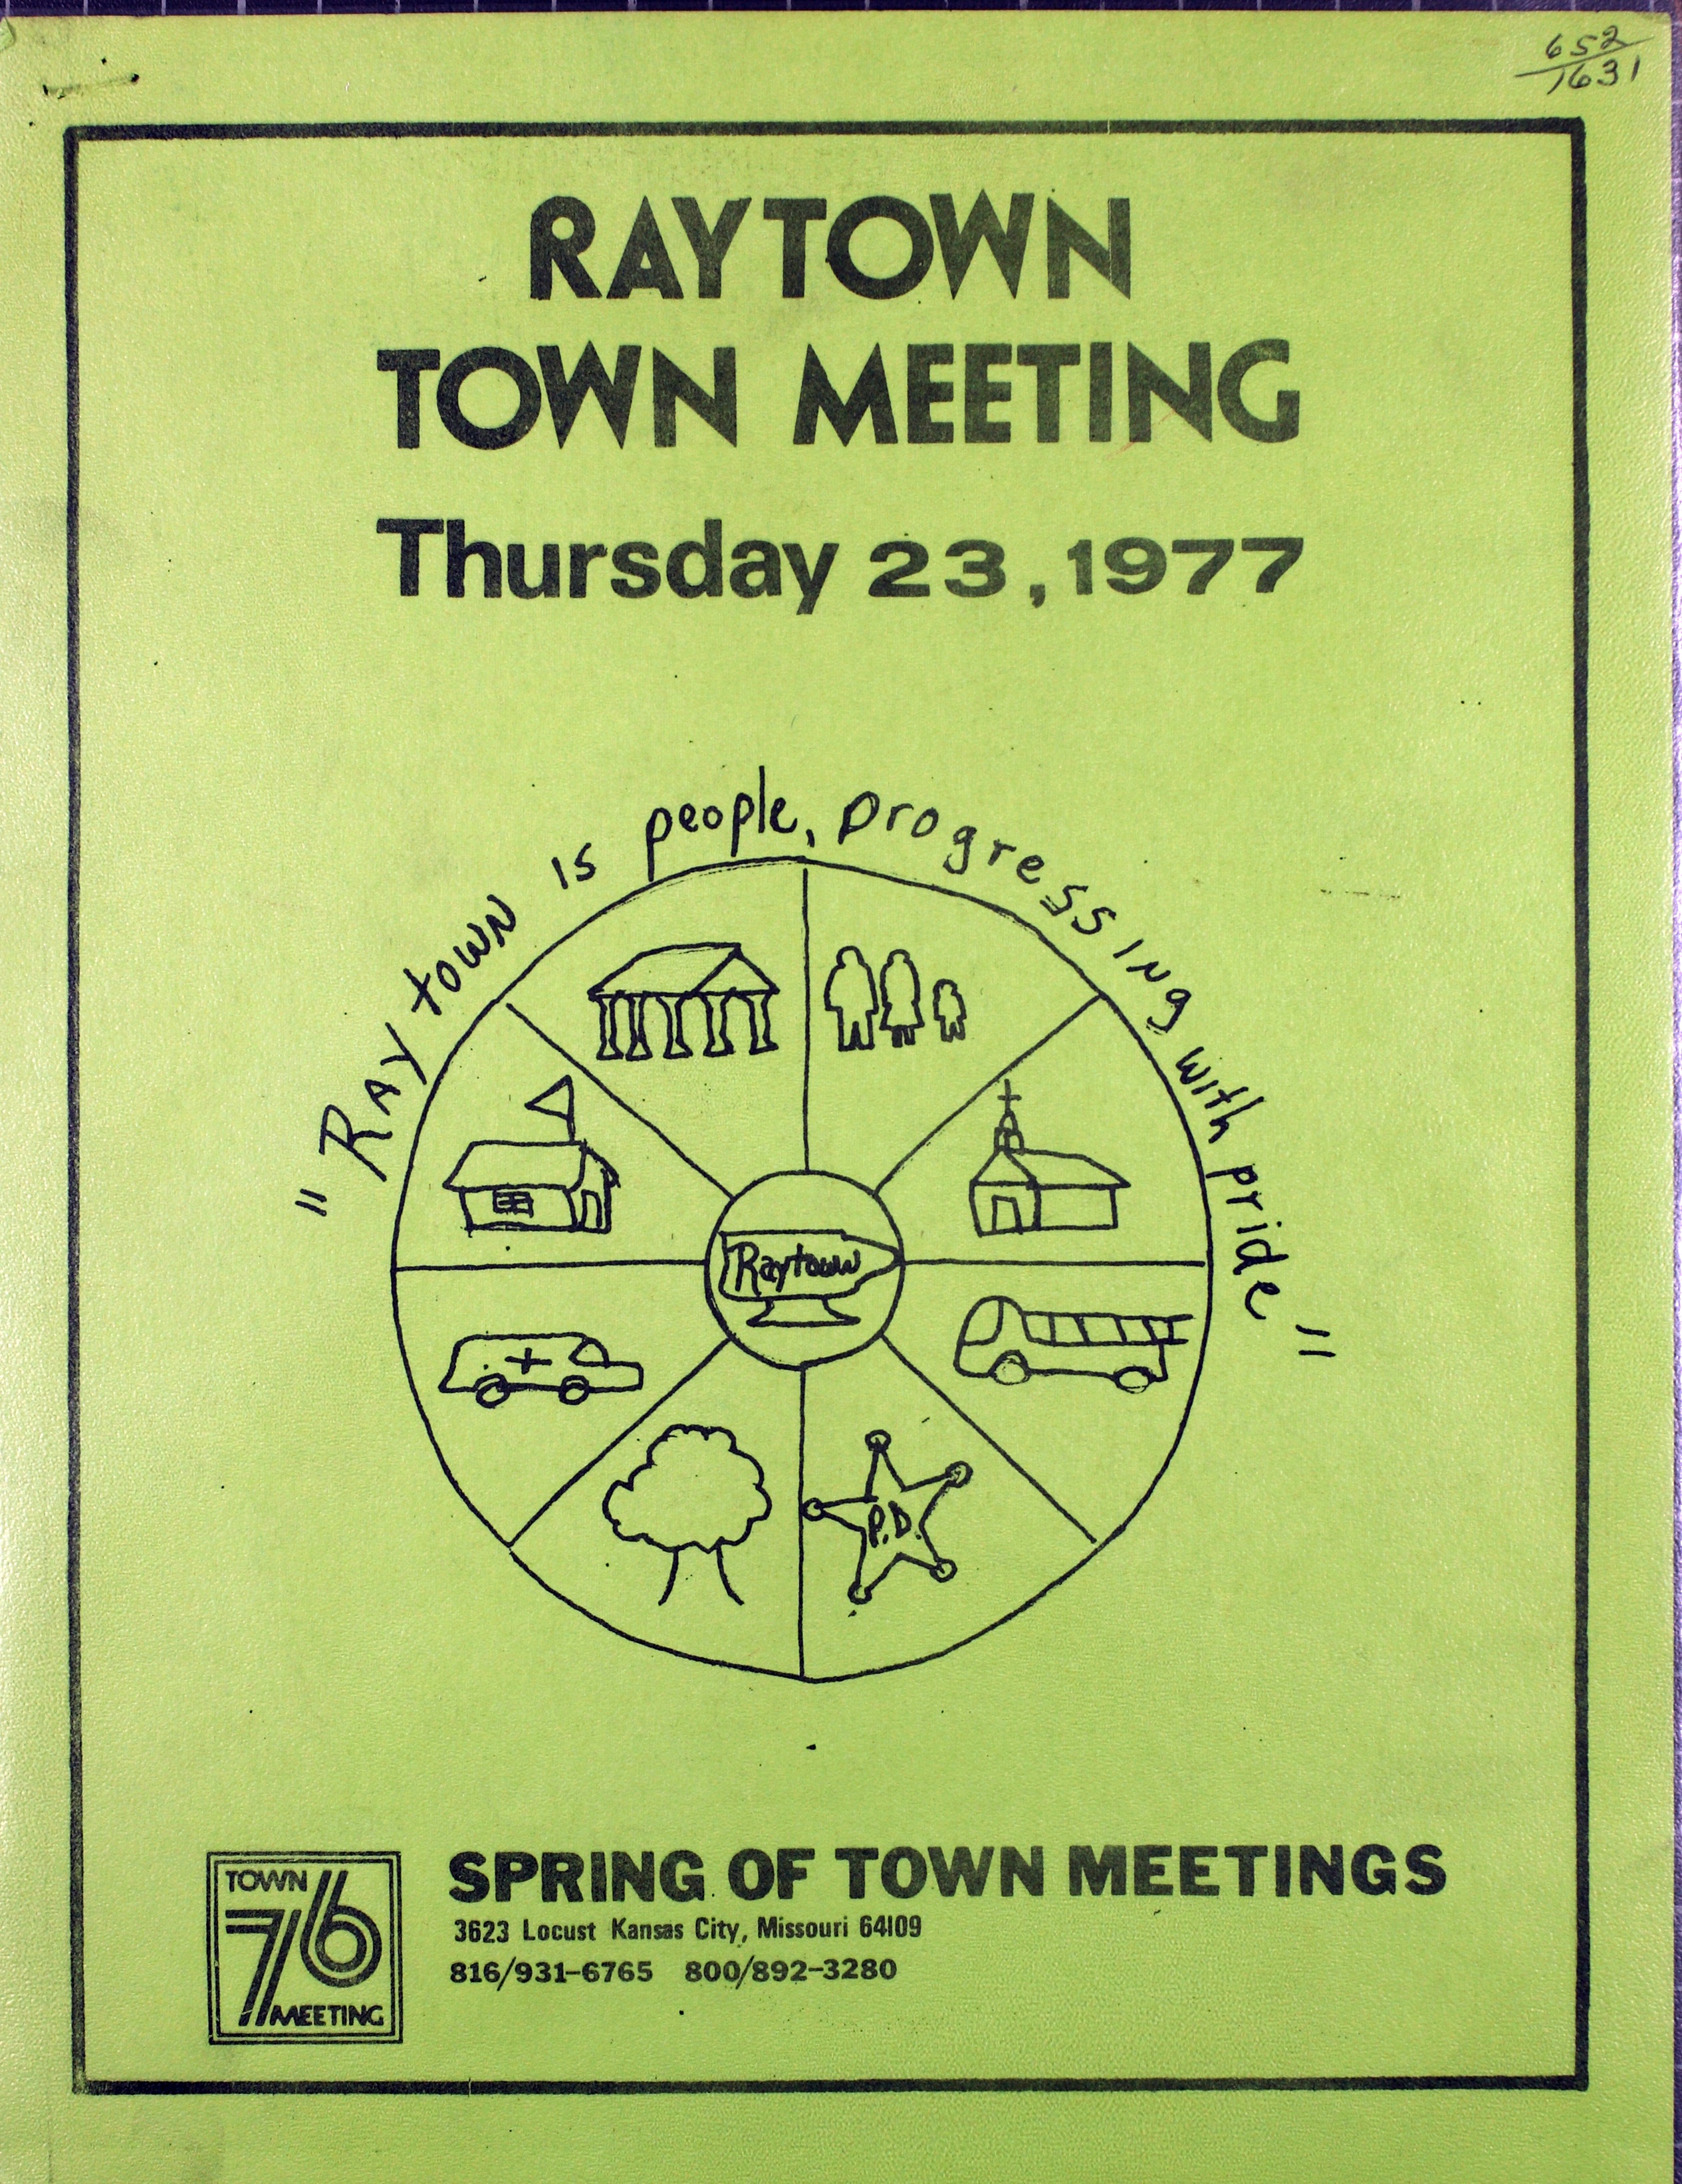 652
1631
RAYTOWN
TOWN MEETING
Thursday 23, 1977
"Raytown is people, progressing with pride"
Raytown
P.D.
TOWN
76
MEETING
SPRING OF TOWN MEETINGS
3623 Locust Kansas City, Missouri 64109
816/931-6765 800/892-3280